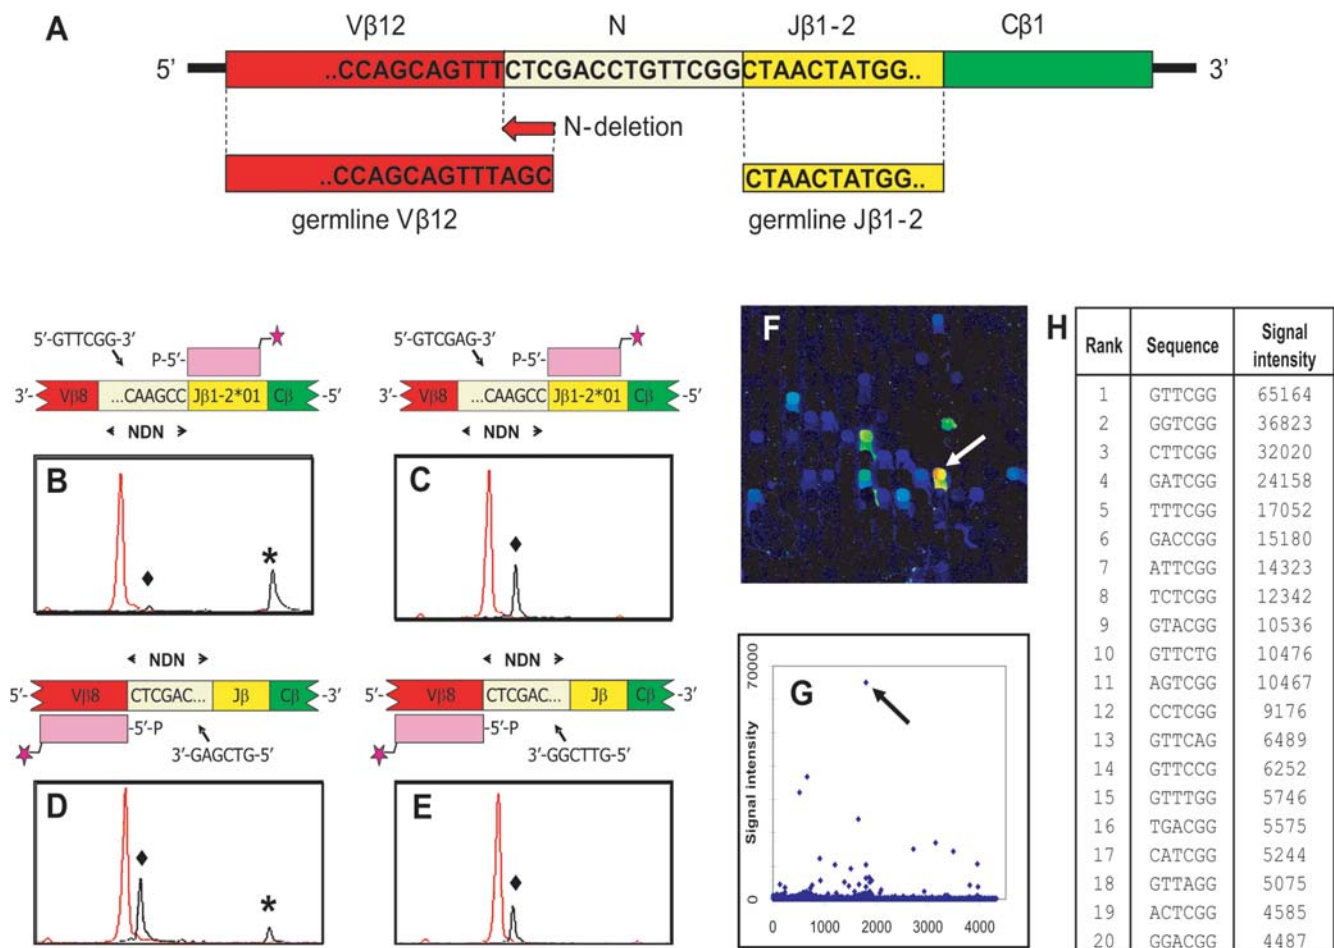 A
Vβ12 N Jβ1-2 Cβ1
5’ ..CCAGCAGTTTCTCGACCTGTTCGGCTAACTATGG.. 3’
N-deletion
..CCAGCAGTTTAGC CTAACTATGG..
germline Vβ12 germline Jβ1-2
5’-GTTCGG-3’ P-5’-
3’- Vβ8 ...CAAGCC Jβ1-2*01 Cβ -5’
NDN
B
*
5’-GTCGAG-3’ P-5’-
3’- Vβ8 ...CAAGCC Jβ1-2*01 Cβ -5’
NDN
C
NDN
5’- Vβ8 CTCGAC... Jβ Cβ -3’
-5’-P
3’-GAGCTG-5’
D
*
NDN
5’- Vβ8 CTCGAC... Jβ Cβ -3’
-5’-P
3’-GGCTTG-5’
E
F
G
70000
Signal intensity
0
0 1000 2000 3000 4000
H
Rank Sequence Signal intensity
1 GTTCGG 65164
2 GGTCGG 36823
3 CTTCGG 32020
4 GATCGG 24158
5 TTTCGG 17052
6 GACCGG 15180
7 ATTCGG 14323
8 TCTCGG 12342
9 GTACGG 10536
10 GTTCTG 10476
11 AGTCGG 10467
12 CCTCGG 9176
13 GTTCAG 6489
14 GTTCCG 6252
15 GTTTGG 5746
16 TGACGG 5575
17 CATCGG 5244
18 GTTAGG 5075
19 ACTCGG 4585
20 GGACGG 4487